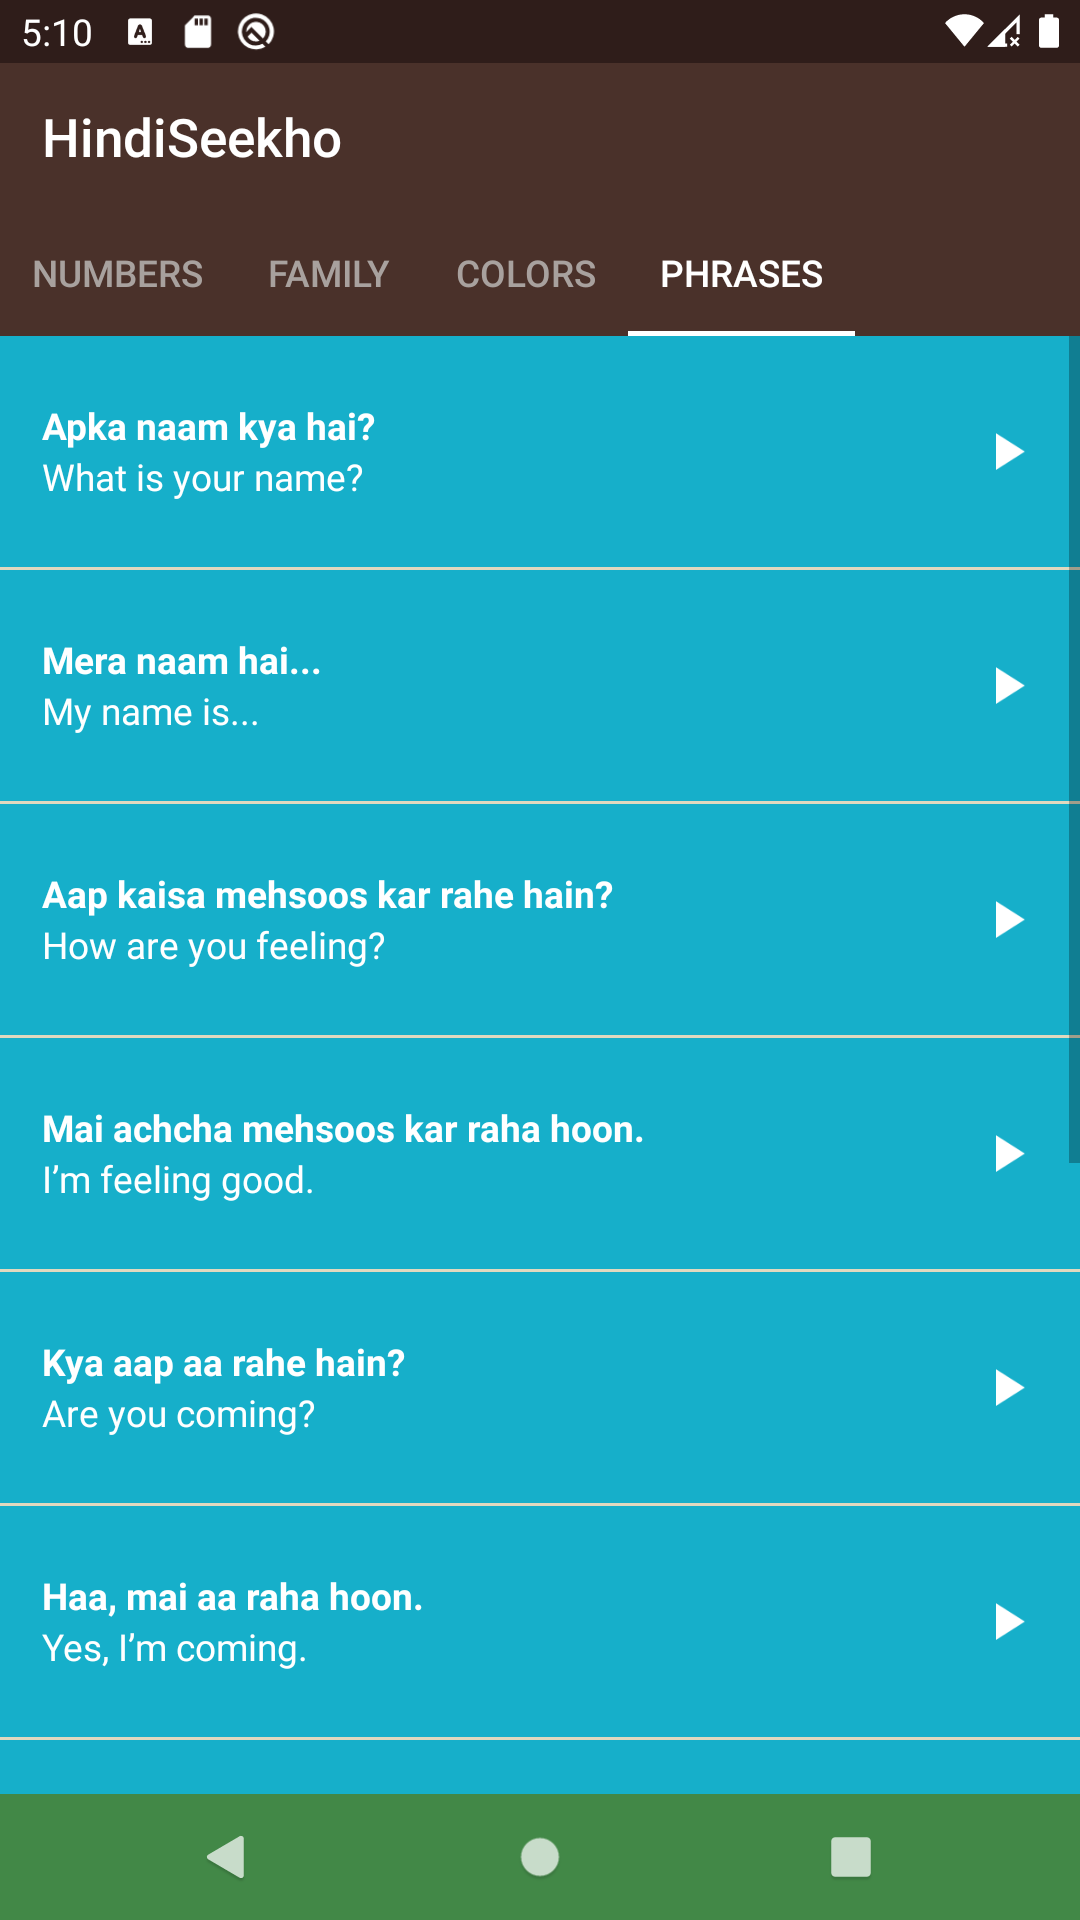 5:10
HindiSeekho
NUMBERS FAMILY COLORS PHRASES
Apka naam kya hai?
What is your name?
Mera naam hai...
My name is...
Aap kaisa mehsoos kar rahe hain?
How are you feeling?
Mai achcha mehsoos kar raha hoon.
I’m feeling good.
Kya aap aa rahe hain?
Are you coming?
Haa, mai aa raha hoon.
Yes, I’m coming.